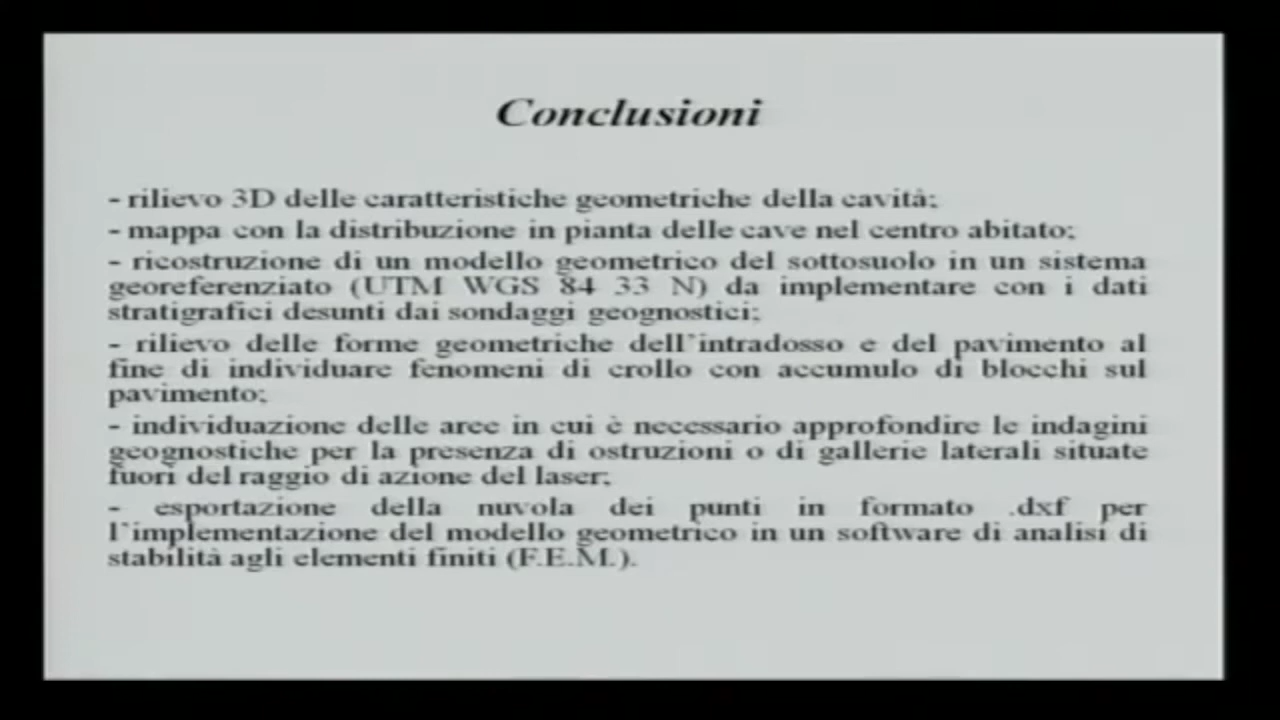 Conclusioni
- rilievo 3D delle caratteristiche geometriche della cavità;
- mappa con la distribuzione in pianta delle cave nel centro abitato;
- ricostruzione di un modello geometrico del sottosuolo in un sistema
georeferenziato (UTM WGS 84 33 N) da implementare con i dati
stratigrafici desunti dai sondaggi geognostici;
- rilievo delle forme geometriche dell'intradosso e del pavimento al
fine di individuare fenomeni di crollo con accumulo di blocchi sul
pavimento;
- individuazione delle aree in cui è necessario approfondire le indagini
geognostiche per la presenza di ostruzioni o di gallerie laterali situate
fuori del raggio di azione del laser;
- esportazione della nuvola dei punti in formato .dxf per
l'implementazione del modello geometrico in un software di analisi di
stabilità agli elementi finiti (F.E.M.).